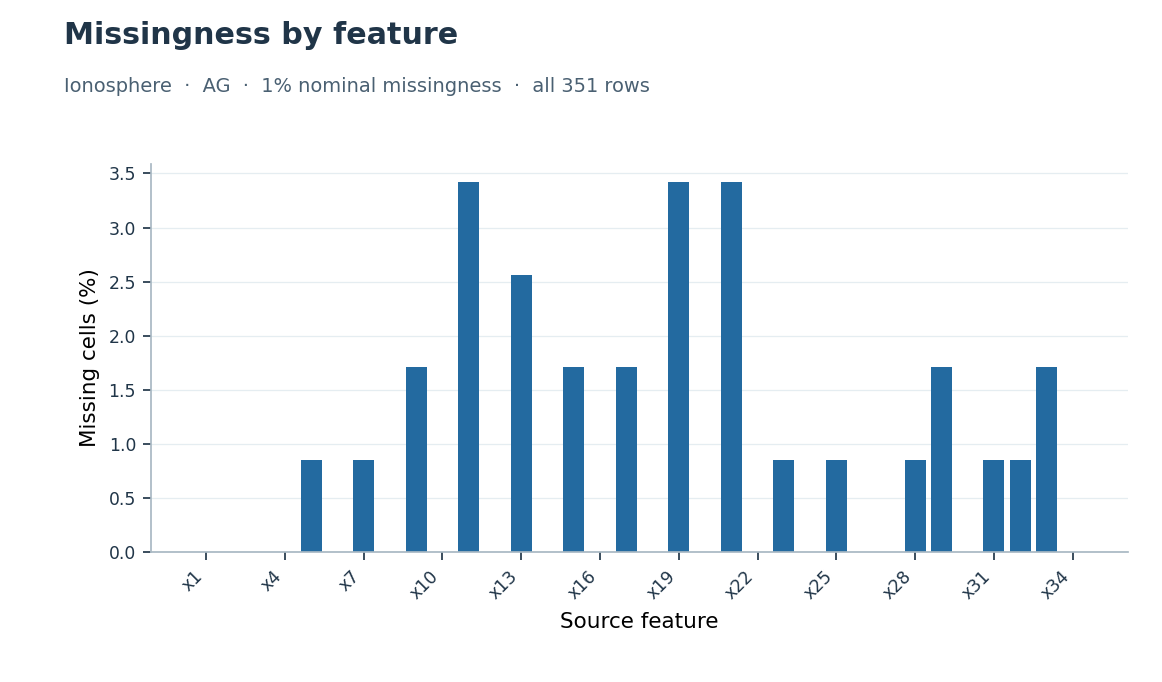 Missingness by feature
Ionosphere · AG · 1% nominal missingness · all 351 rows
3.5
3.0
2.5
2.0
1.5
1.0
0.5
0.0
Missing cells (%)
x1 x4 x7 x10 x13 x16 x19 x22 x25 x28 x31 x34
Source feature